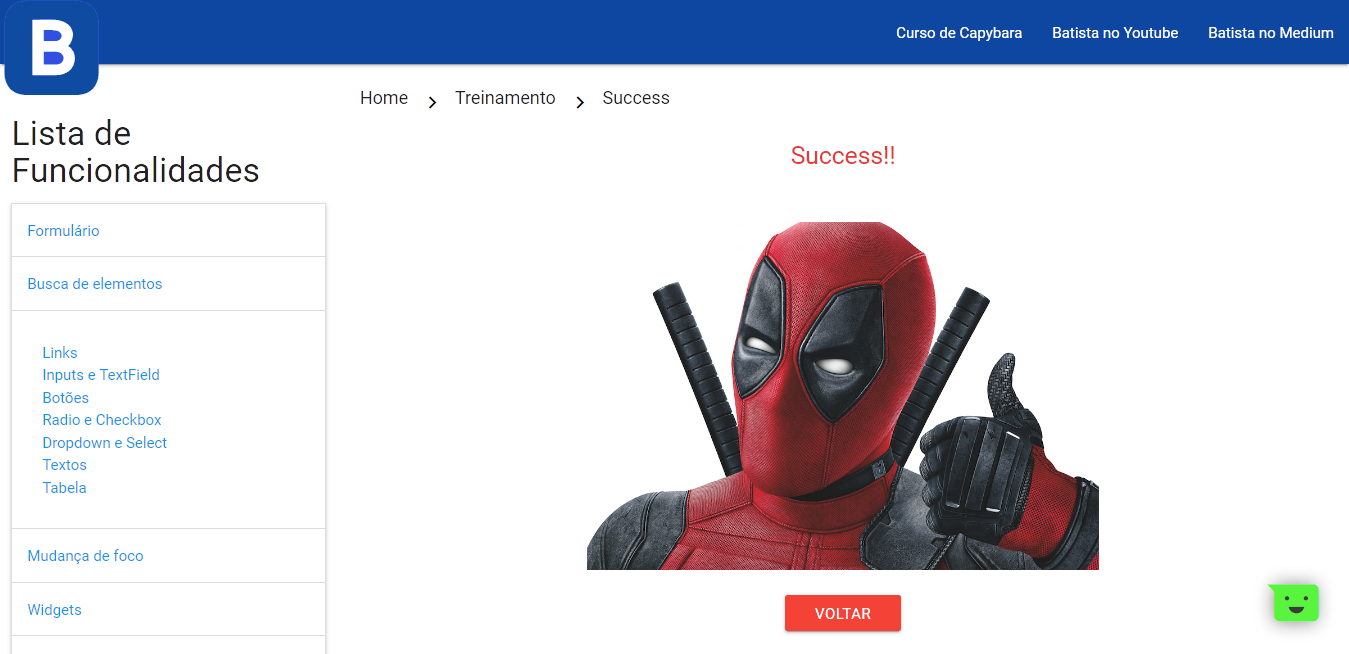 B
Curso de Capybara
Batista no Youtube
Batista no Medium
Home
Treinamento
Success
Lista de
Funcionalidades
Formulário
Busca de elementos
Links
Inputs e TextField
Botões
Radio e Checkbox
Dropdown e Select
Textos
Tabela
Mudança de foco
Widgets
Success!!
VOLTAR